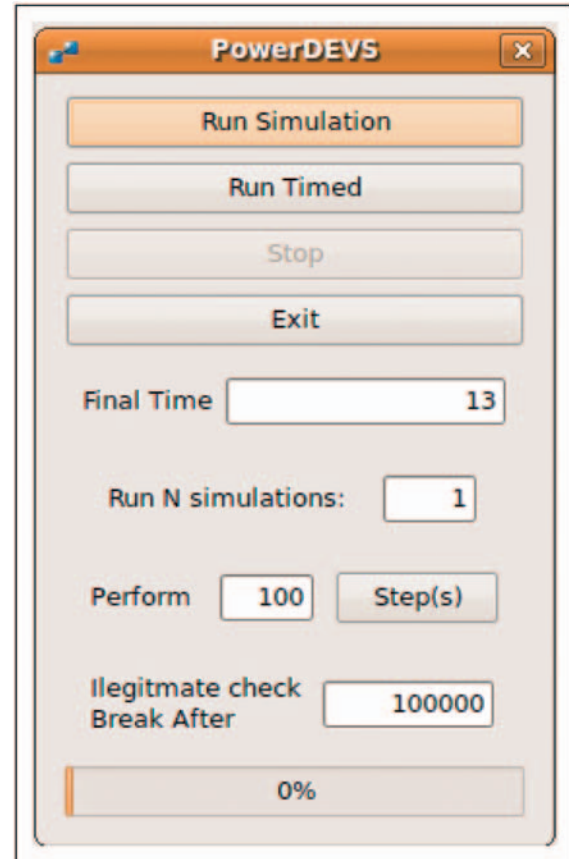 PowerDEVS
Run Simulation
Run Timed
Stop
Exit
Final Time 13
Run N simulations: 1
Perform 100 Step(s)
Ilegitmate check
Break After 100000
0%